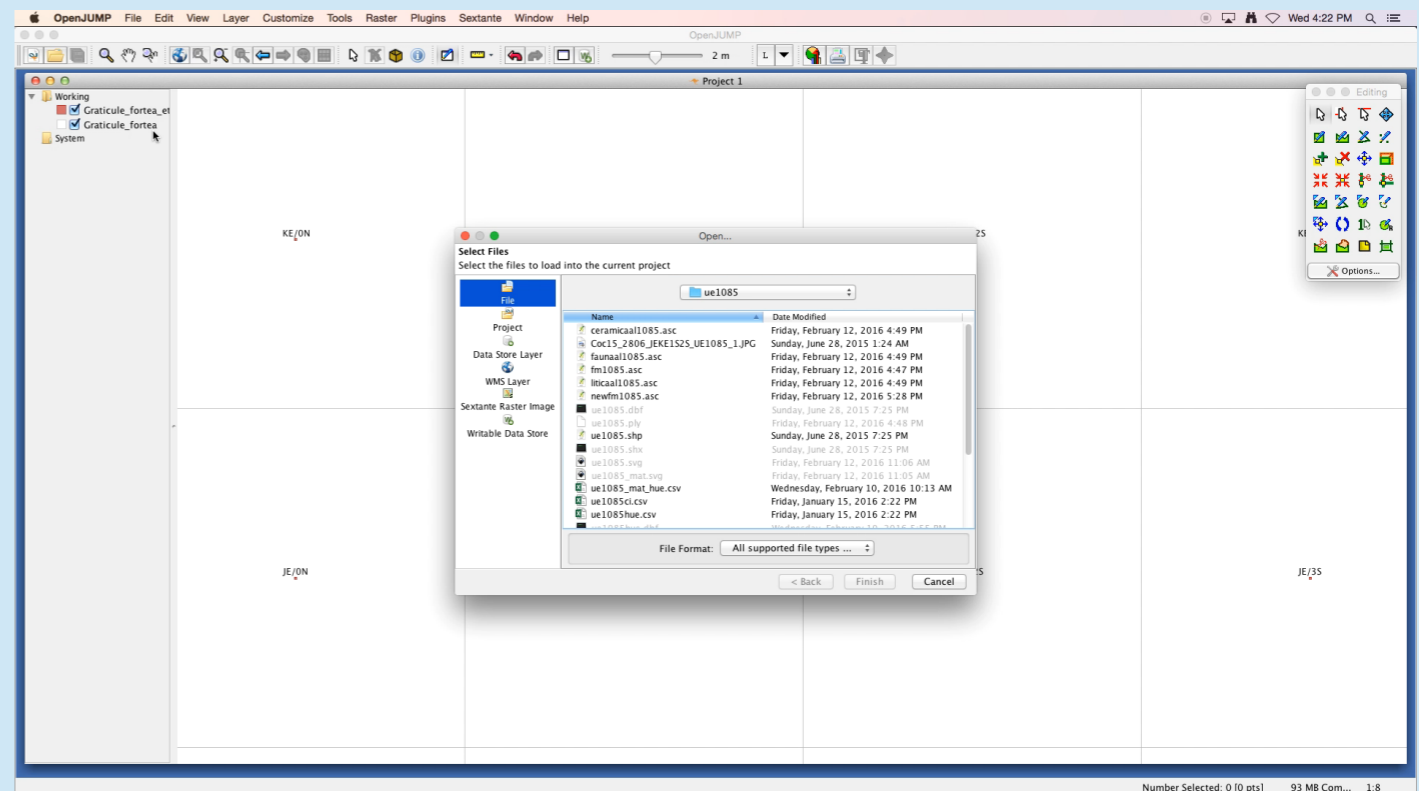 OpenJUMP File Edit View Layer Customize Tools Raster Plugins Sextante Window Help Wed 4:22 PM
OpenJUMP
2 m L
Project 1
Editing
Working
Graticule_fortea_et
Graticule_fortea
System
KE/0N
2S
Options...
Open...
Select Files
Select the files to load into the current project
File
Project
Data Store Layer
WMS Layer
Sextante Raster Image
Writable Data Store
ue1085
Name Date Modified
ceramicaal1085.asc Friday, February 12, 2016 4:49 PM
Coc15_2806_JEKE1S2S_UE1085_1.JPG Sunday, June 28, 2015 1:24 AM
faunaal1085.asc Friday, February 12, 2016 4:49 PM
fm1085.asc Friday, February 12, 2016 4:47 PM
liticaal1085.asc Friday, February 12, 2016 4:49 PM
newfm1085.asc Friday, February 12, 2016 5:28 PM
ue1085.dbf Sunday, June 28, 2015 7:25 PM
ue1085.ply Friday, February 12, 2016 4:48 PM
ue1085.shp Sunday, June 28, 2015 7:25 PM
ue1085.shx Sunday, June 28, 2015 7:25 PM
ue1085.svg Friday, February 12, 2016 11:06 AM
ue1085_mat.svg Friday, February 12, 2016 11:05 AM
ue1085_mat_hue.csv Wednesday, February 10, 2016 10:13 AM
ue1085ci.csv Friday, January 15, 2016 2:22 PM
ue1085hue.csv Friday, January 15, 2016 2:22 PM
File Format: All supported file types ...
< Back Finish Cancel
JE/0N
JE/3S
Number Selected: 0 [0 pts] 93 MB Com... 1:8